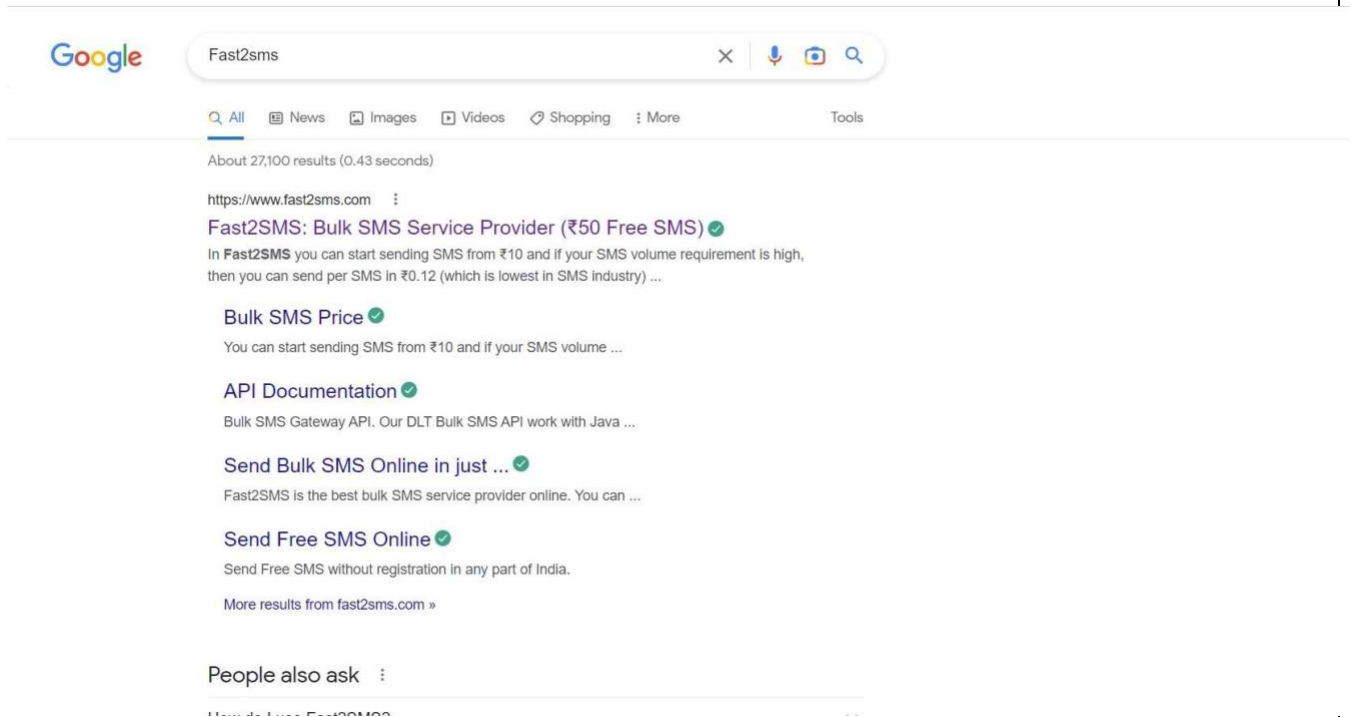 Google
Fast2sms
All News Images Videos Shopping More Tools
About 27,100 results (0.43 seconds)
https://www.fast2sms.com
Fast2SMS: Bulk SMS Service Provider (₹50 Free SMS)
In Fast2SMS you can start sending SMS from ₹10 and if your SMS volume requirement is high,
then you can send per SMS in ₹0.12 (which is lowest in SMS industry) ...
Bulk SMS Price
You can start sending SMS from ₹10 and if your SMS volume ...
API Documentation
Bulk SMS Gateway API. Our DLT Bulk SMS API work with Java ...
Send Bulk SMS Online in just ...
Fast2SMS is the best bulk SMS service provider online. You can ...
Send Free SMS Online
Send Free SMS without registration in any part of India.
More results from fast2sms.com »
People also ask
How do I use Fast2SMS?